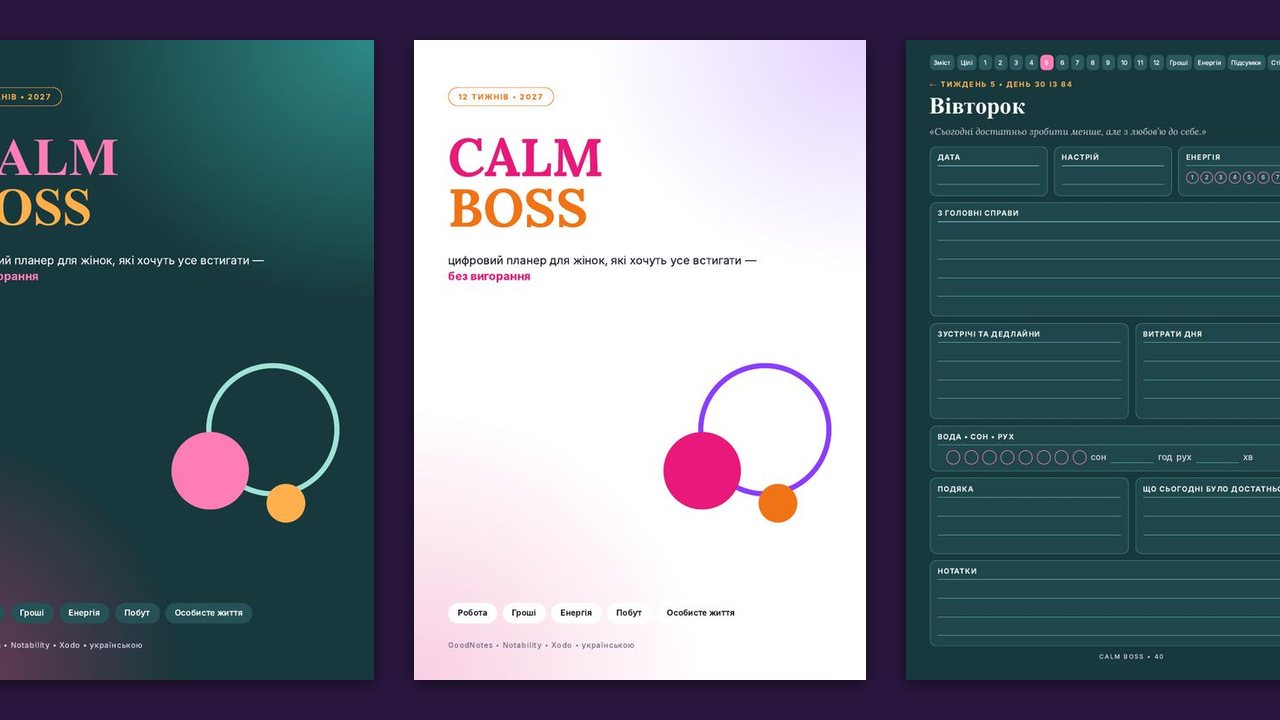 НІВ • 2027
ALM
OSS
ий планер для жінок, які хочуть усе встигати —
орання
Гроші Енергія Побут Особисте життя
s • Notability • Xodo • українською
12 ТИЖНІВ • 2027
CALM
BOSS
цифровий планер для жінок, які хочуть усе встигати —
без вигорання
Робота Гроші Енергія Побут Особисте життя
GoodNotes • Notability • Xodo • українською
Зміст Цілі 1 2 3 4 5 6 7 8 9 10 11 12 Гроші Енергія Підсумки Сті
← ТИЖДЕНЬ 5 • ДЕНЬ 30 ІЗ 84
Вівторок
«Сьогодні достатньо зробити менше, але з любов'ю до себе.»
ДАТА НАСТРІЙ ЕНЕРГІЯ
1 2 3 4 5 6 7
3 ГОЛОВНІ СПРАВИ
ЗУСТРІЧІ ТА ДЕДЛАЙНИ ВИТРАТИ ДНЯ
ВОДА • СОН • РУХ
сон год рух хв
ПОДЯКА ЩО СЬОГОДНІ БУЛО ДОСТАТНЬО
НОТАТКИ
CALM BOSS • 40